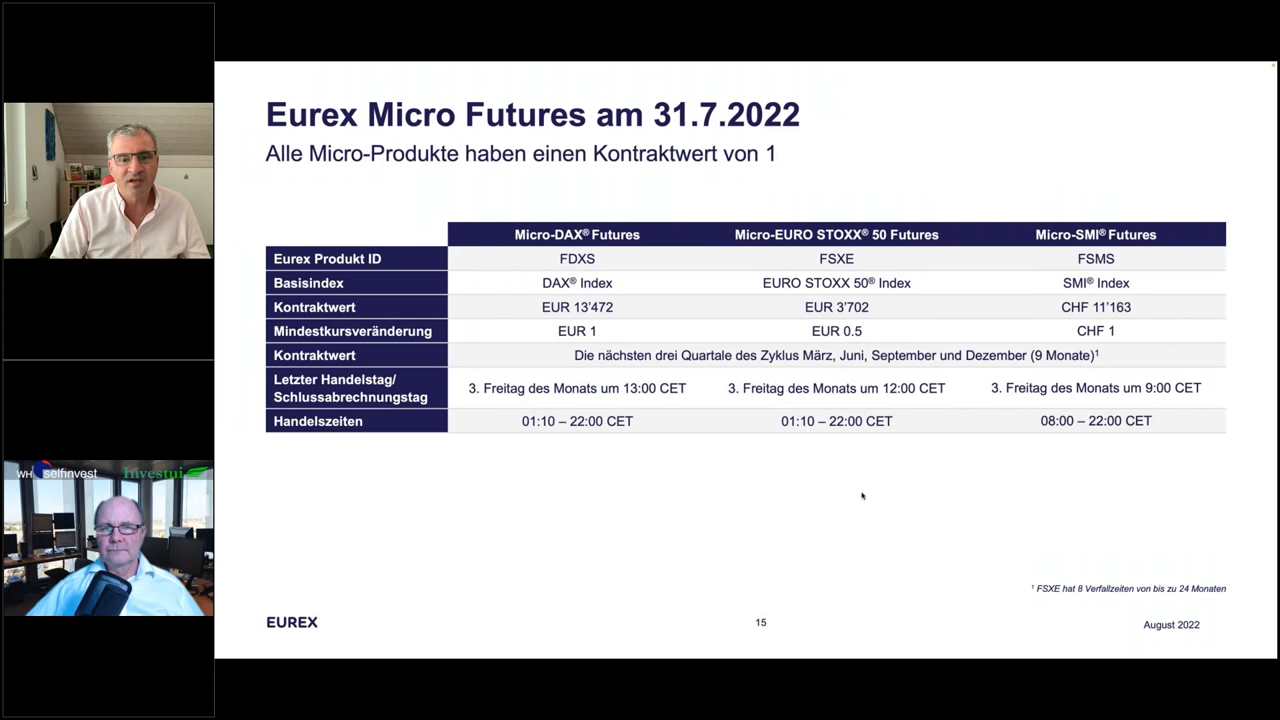 Eurex Micro Futures am 31.7.2022
Alle Micro-Produkte haben einen Kontraktwert von 1
Micro-DAX® Futures Micro-EURO STOXX® 50 Futures Micro-SMI® Futures
Eurex Produkt ID FDXS FSXE FSMS
Basisindex DAX® Index EURO STOXX 50® Index SMI® Index
Kontraktwert EUR 13'472 EUR 3'702 CHF 11'163
Mindestkursveränderung EUR 1 EUR 0.5 CHF 1
Kontraktwert Die nächsten drei Quartale des Zyklus März, Juni, September und Dezember (9 Monate)¹
Letzter Handelstag/
Schlussabrechnungstag 3. Freitag des Monats um 13:00 CET 3. Freitag des Monats um 12:00 CET 3. Freitag des Monats um 9:00 CET
Handelszeiten 01:10 – 22:00 CET 01:10 – 22:00 CET 08:00 – 22:00 CET
WH selfinvest Investui
¹ FSXE hat 8 Verfallzeiten von bis zu 24 Monaten
EUREX 15 August 2022